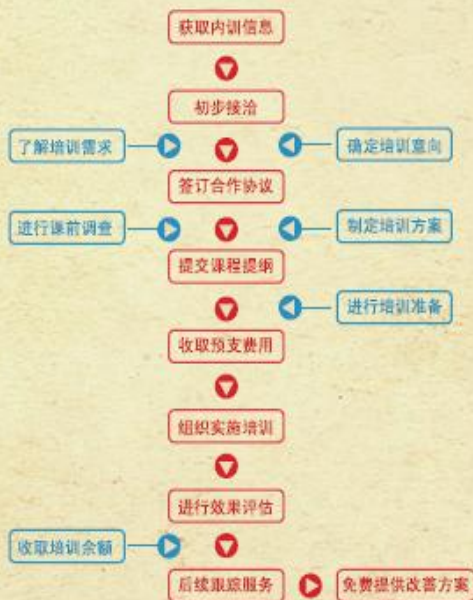 获取内训信息
初步接洽
了解培训需求
确定培训意向
签订合作协议
进行课前调查
制定培训方案
提交课程提纲
进行培训准备
收取预支费用
组织实施培训
进行效果评估
收取培训余额
后续跟踪服务
免费提供改善方案